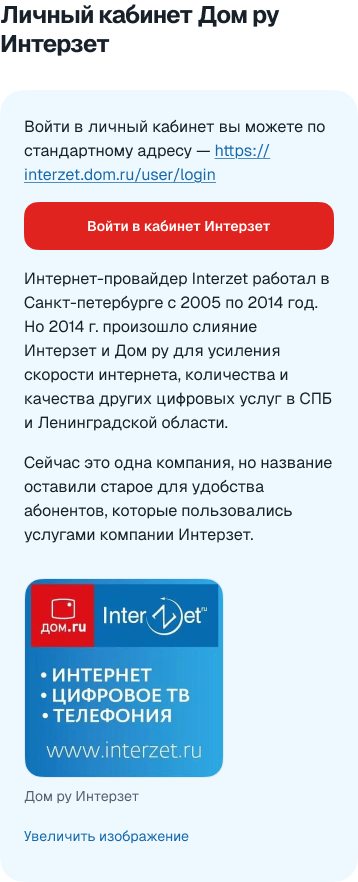 Личный кабинет Дом ру
Интерзет
Войти в личный кабинет вы можете по
стандартному адресу — https://
interzet.dom.ru/user/login
Войти в кабинет Интерзет
Интернет-провайдер Interzet работал в
Санкт-петербурге с 2005 по 2014 год.
Но 2014 г. произошло слияние
Интерзет и Дом ру для усиления
скорости интернета, количества и
качества других цифровых услуг в СПБ
и Ленинградской области.
Сейчас это одна компания, но название
оставили старое для удобства
абонентов, которые пользовались
услугами компании Интерзет.
дом.ru InterZet.ru
• ИНТЕРНЕТ
• ЦИФРОВОЕ ТВ
• ТЕЛЕФОНИЯ
www.interzet.ru
Дом ру Интерзет
Увеличить изображение